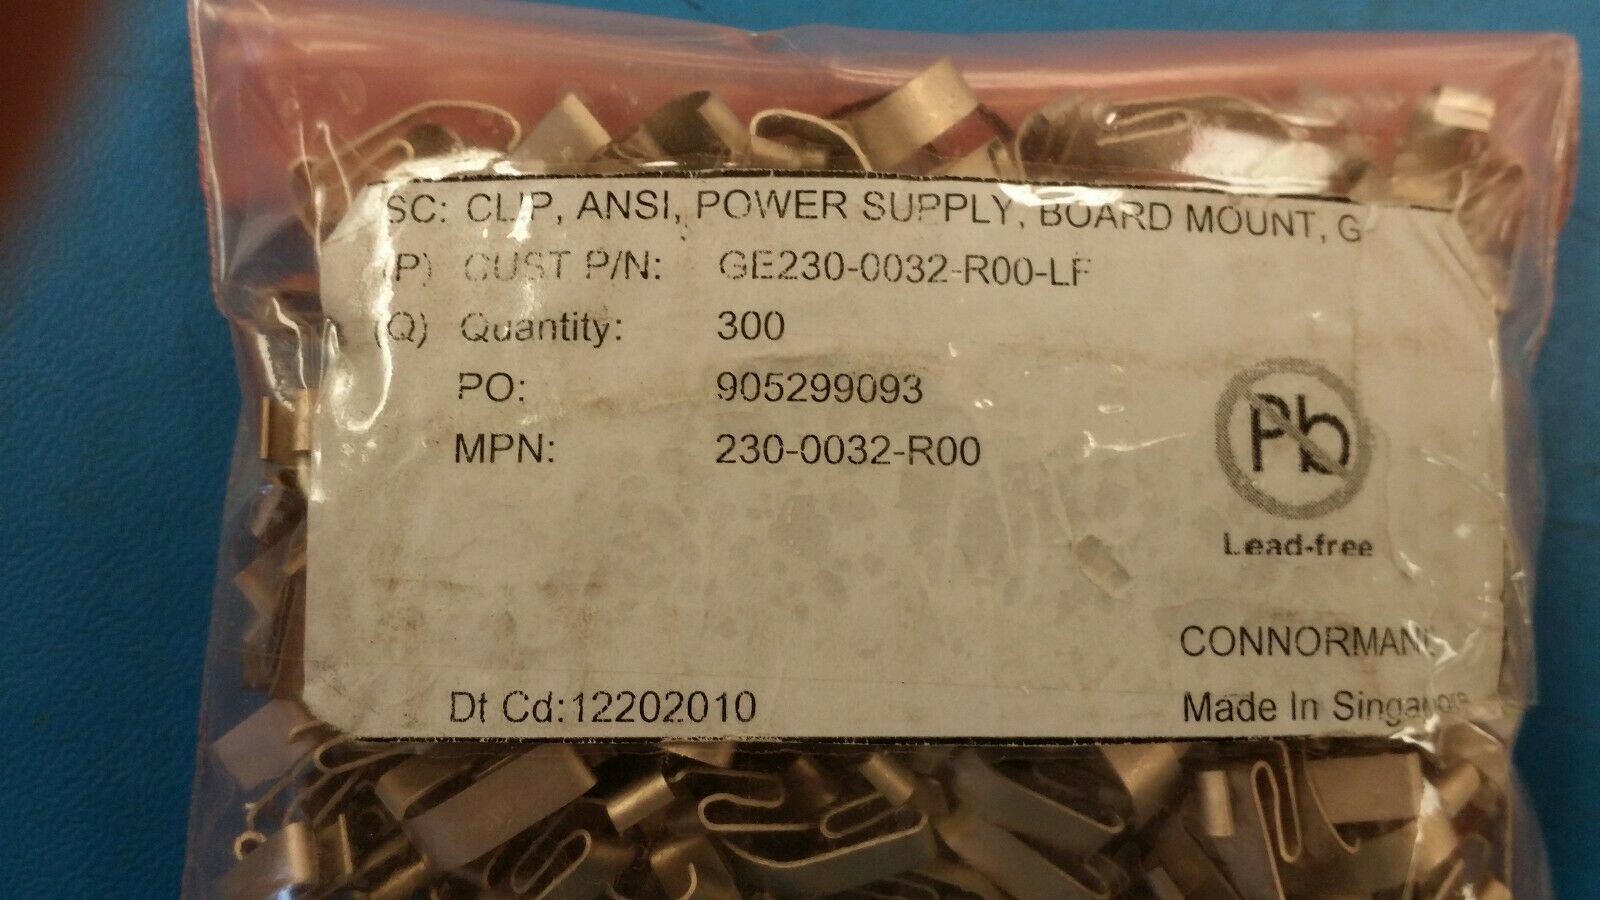 SC: CLIP, ANSI, POWER SUPPLY, BOARD MOUNT, G
(P) CUST P/N: GE230-0032-R00-LF
(Q) Quantity: 300
PO: 905299093
MPN: 230-0032-R00
Pb
Lead-free
CONNORMAN
Dt Cd:12202010
Made In Singapore